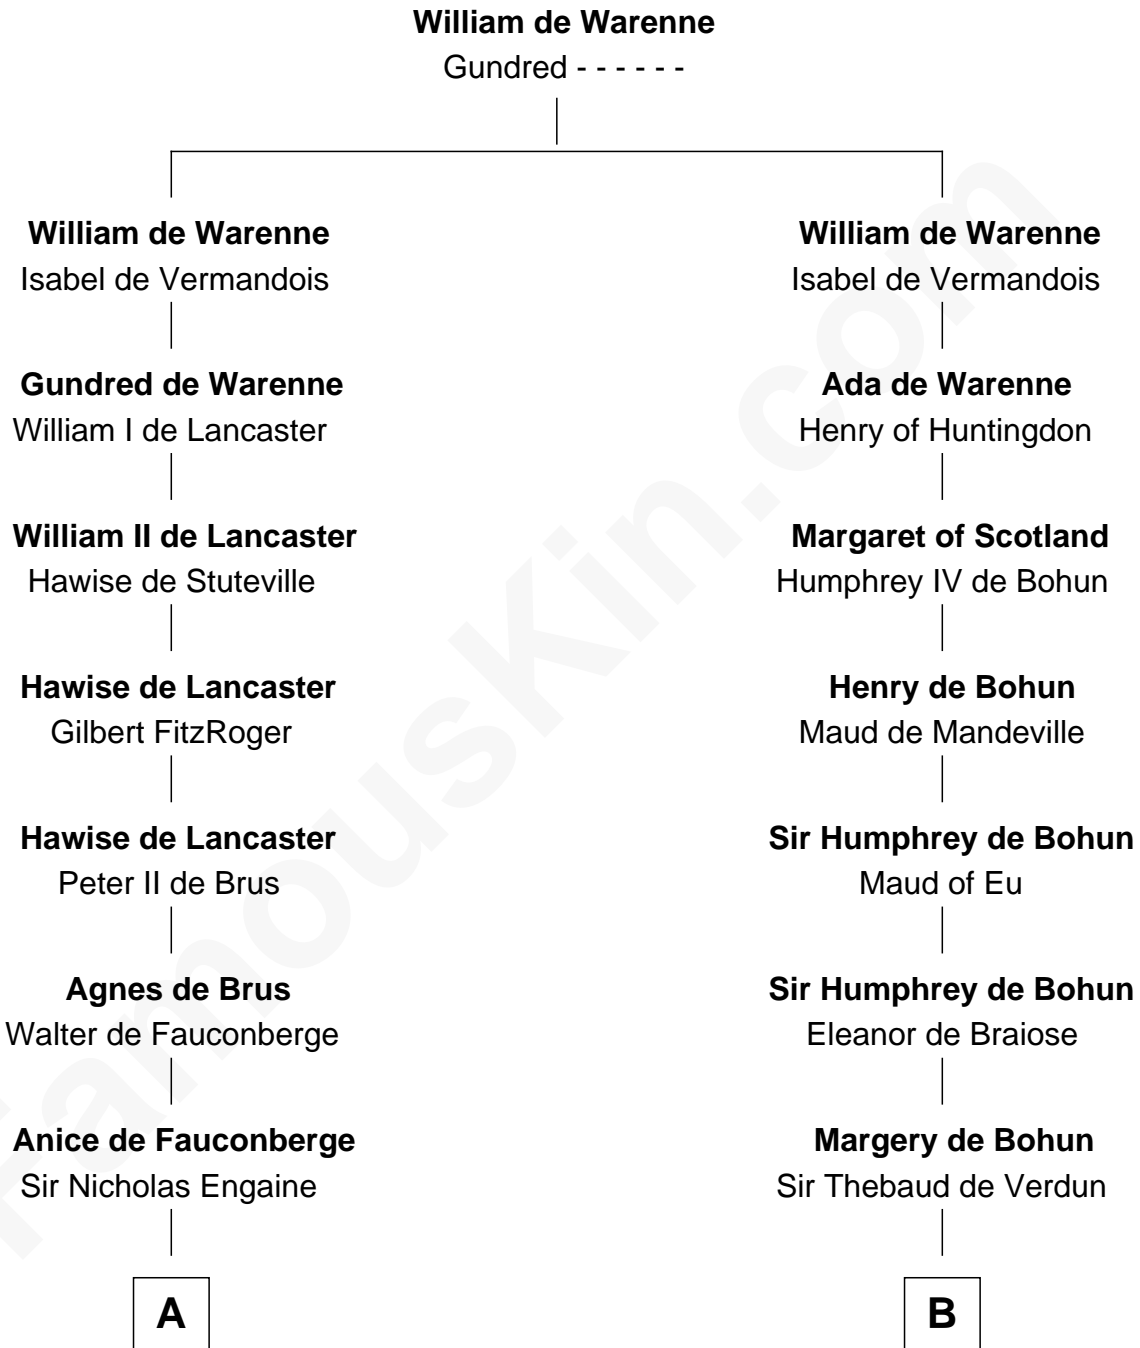 William de Warenne
Gundred - - - - - -
William de Warenne
Isabel de Vermandois
Gundred de Warenne
William I de Lancaster
William II de Lancaster
Hawise de Stuteville
Hawise de Lancaster
Gilbert FitzRoger
Hawise de Lancaster
Peter II de Brus
Agnes de Brus
Walter de Fauconberge
Anice de Fauconberge
Sir Nicholas Engaine
A
William de Warenne
Isabel de Vermandois
Ada de Warenne
Henry of Huntingdon
Margaret of Scotland
Humphrey IV de Bohun
Henry de Bohun
Maud de Mandeville
Sir Humphrey de Bohun
Maud of Eu
Sir Humphrey de Bohun
Eleanor de Braiose
Margery de Bohun
Sir Thebaud de Verdun
B
FamousKin.com